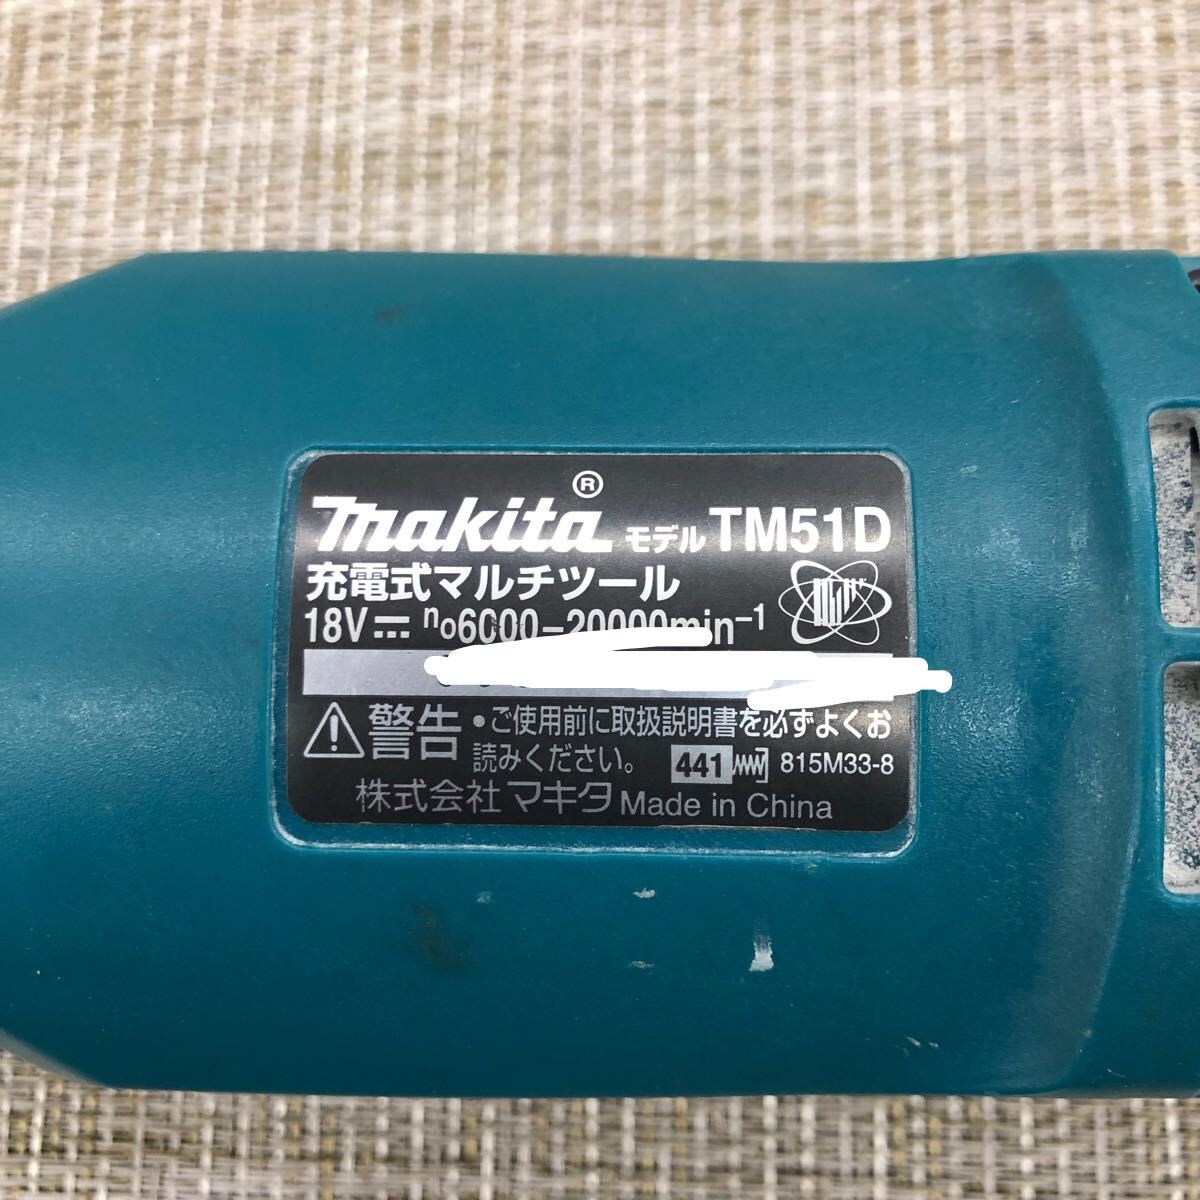 makita® モデル TM51D
充電式マルチツール
18V⎓ no6000-20000min-1
警告 •ご使用前に取扱説明書を必ずよくお
読みください。 441 815M33-8
株式会社マキタ Made in China